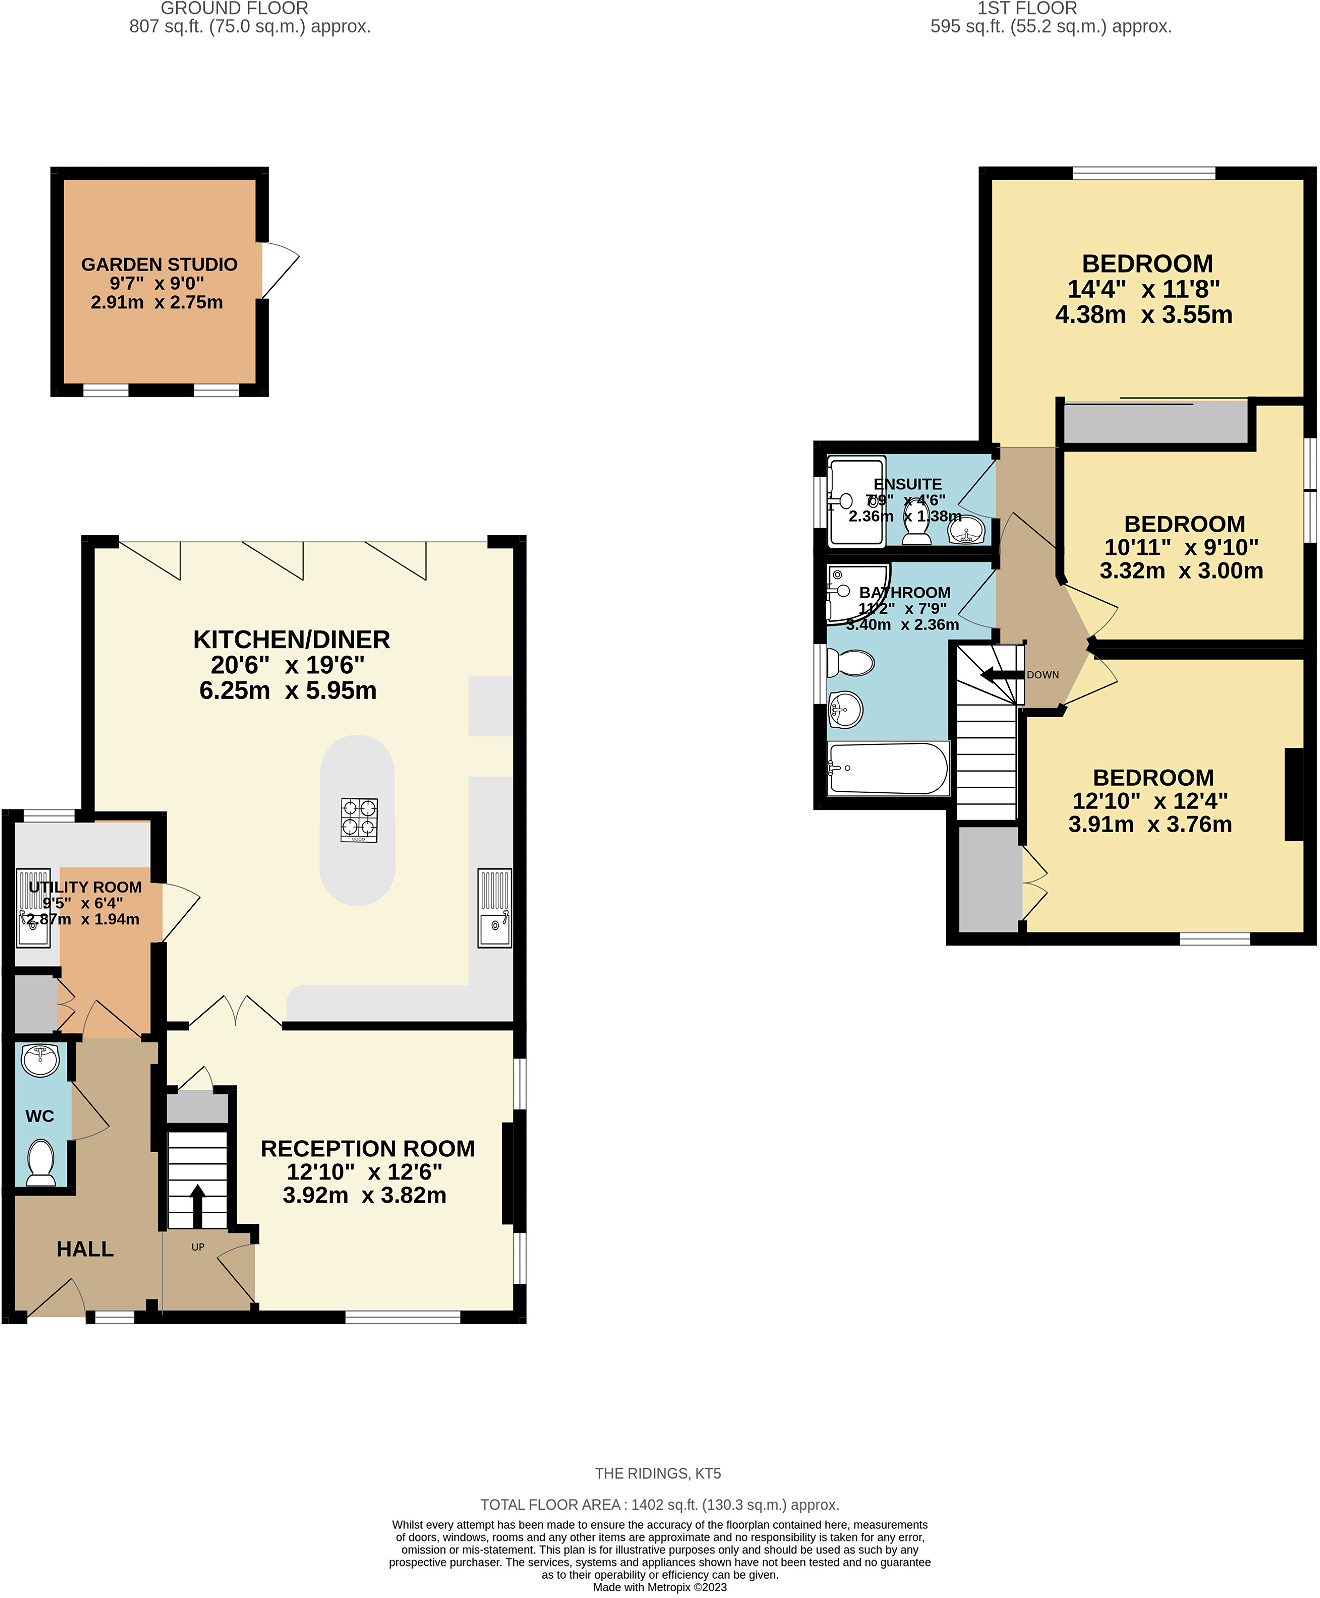 GROUND FLOOR
807 sq.ft. (75.0 sq.m.) approx.
1ST FLOOR
595 sq.ft. (55.2 sq.m.) approx.
GARDEN STUDIO
9'7" x 9'0"
2.91m x 2.75m
KITCHEN/DINER
20'6" x 19'6"
6.25m x 5.95m
UTILITY ROOM
9'5" x 6'4"
2.87m x 1.94m
WC
RECEPTION ROOM
12'10" x 12'6"
3.92m x 3.82m
HALL
UP
BEDROOM
14'4" x 11'8"
4.38m x 3.55m
ENSUITE
7'9" x 4'6"
2.36m x 1.38m
BEDROOM
10'11" x 9'10"
3.32m x 3.00m
BATHROOM
11'2" x 7'9"
3.40m x 2.36m
DOWN
BEDROOM
12'10" x 12'4"
3.91m x 3.76m
THE RIDINGS, KT5
TOTAL FLOOR AREA : 1402 sq.ft. (130.3 sq.m.) approx.
Whilst every attempt has been made to ensure the accuracy of the floorplan contained here, measurements
of doors, windows, rooms and any other items are approximate and no responsibility is taken for any error,
omission or mis-statement. This plan is for illustrative purposes only and should be used as such by any
prospective purchaser. The services, systems and appliances shown have not been tested and no guarantee
as to their operability or efficiency can be given.
Made with Metropix ©2023